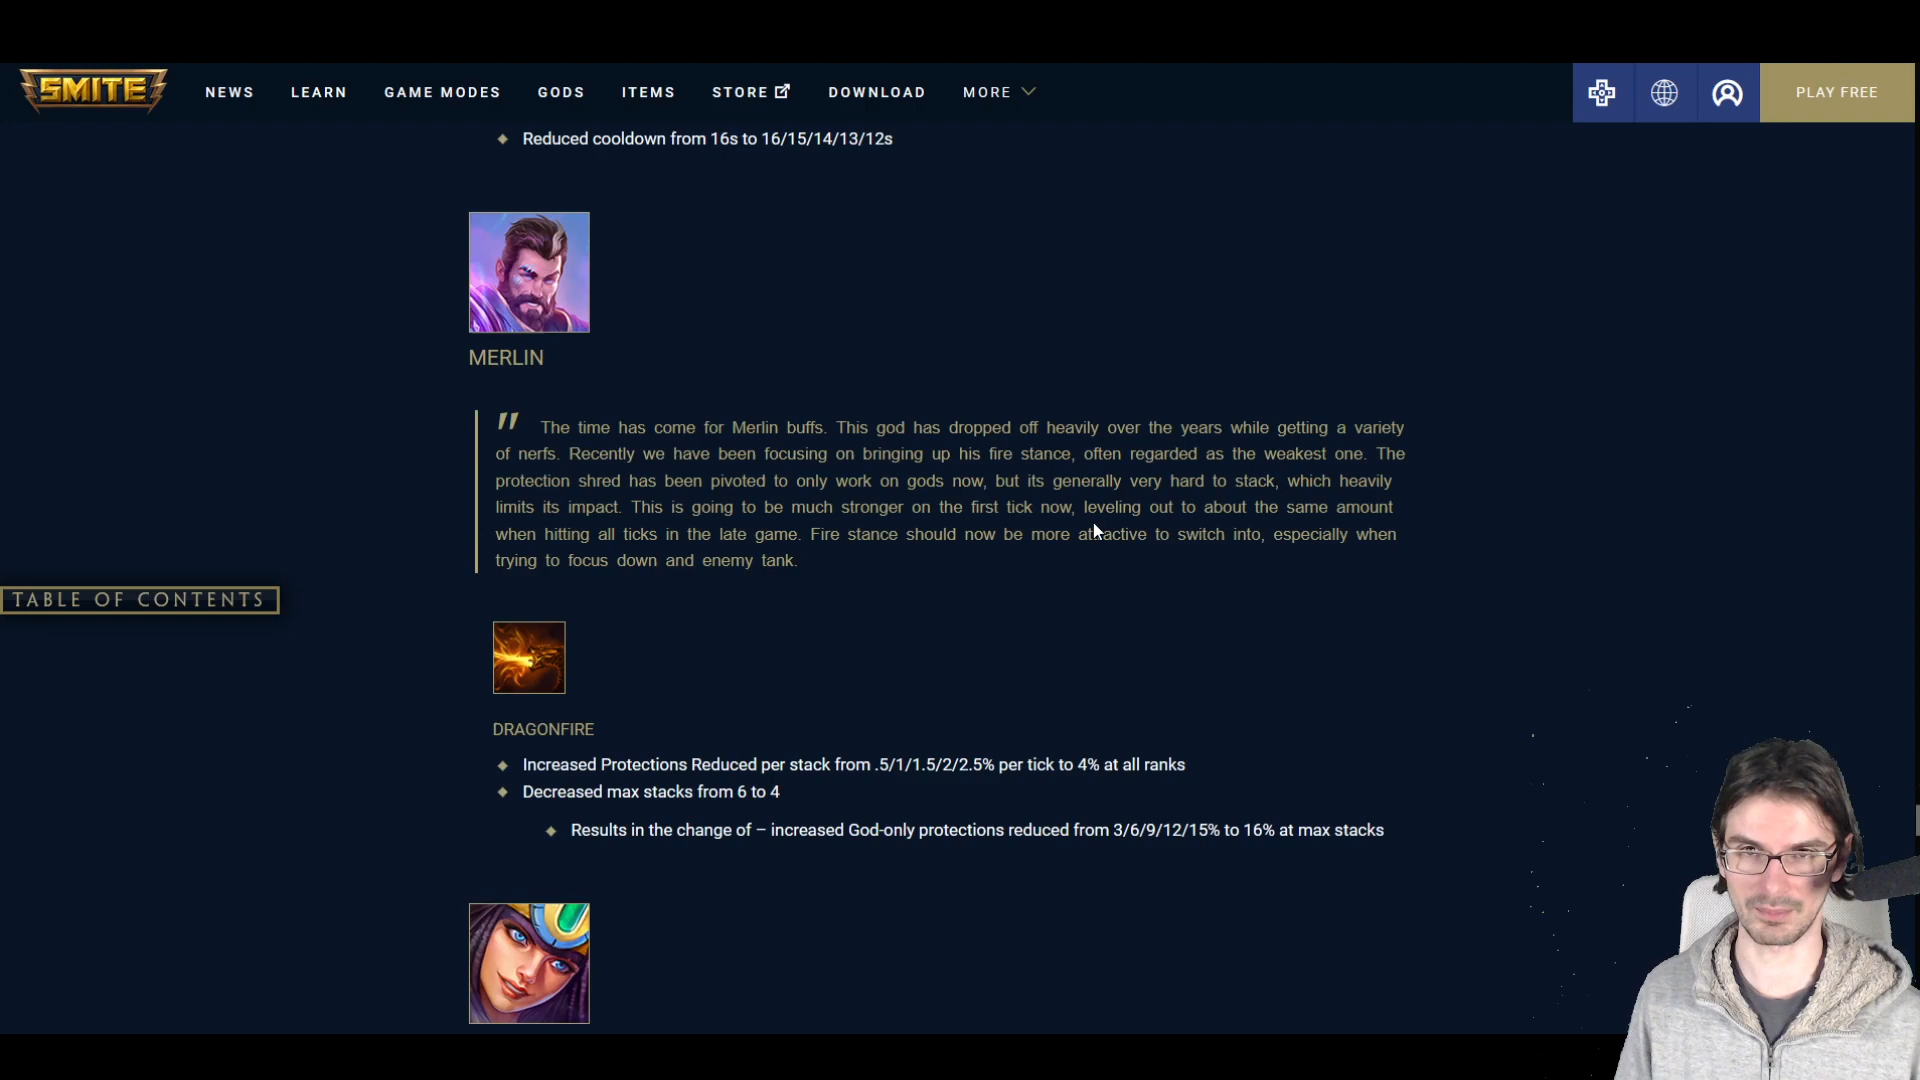 SMITE
NEWS LEARN GAME MODES GODS ITEMS STORE DOWNLOAD MORE PLAY FREE
Reduced cooldown from 16s to 16/15/14/13/12s
MERLIN
" The time has come for Merlin buffs. This god has dropped off heavily over the years while getting a variety
of nerfs. Recently we have been focusing on bringing up his fire stance, often regarded as the weakest one. The
protection shred has been pivoted to only work on gods now, but its generally very hard to stack, which heavily
limits its impact. This is going to be much stronger on the first tick now, leveling out to about the same amount
when hitting all ticks in the late game. Fire stance should now be more attractive to switch into, especially when
trying to focus down and enemy tank.
TABLE OF CONTENTS
DRAGONFIRE
Increased Protections Reduced per stack from .5/1/1.5/2/2.5% per tick to 4% at all ranks
Decreased max stacks from 6 to 4
Results in the change of – increased God-only protections reduced from 3/6/9/12/15% to 16% at max stacks